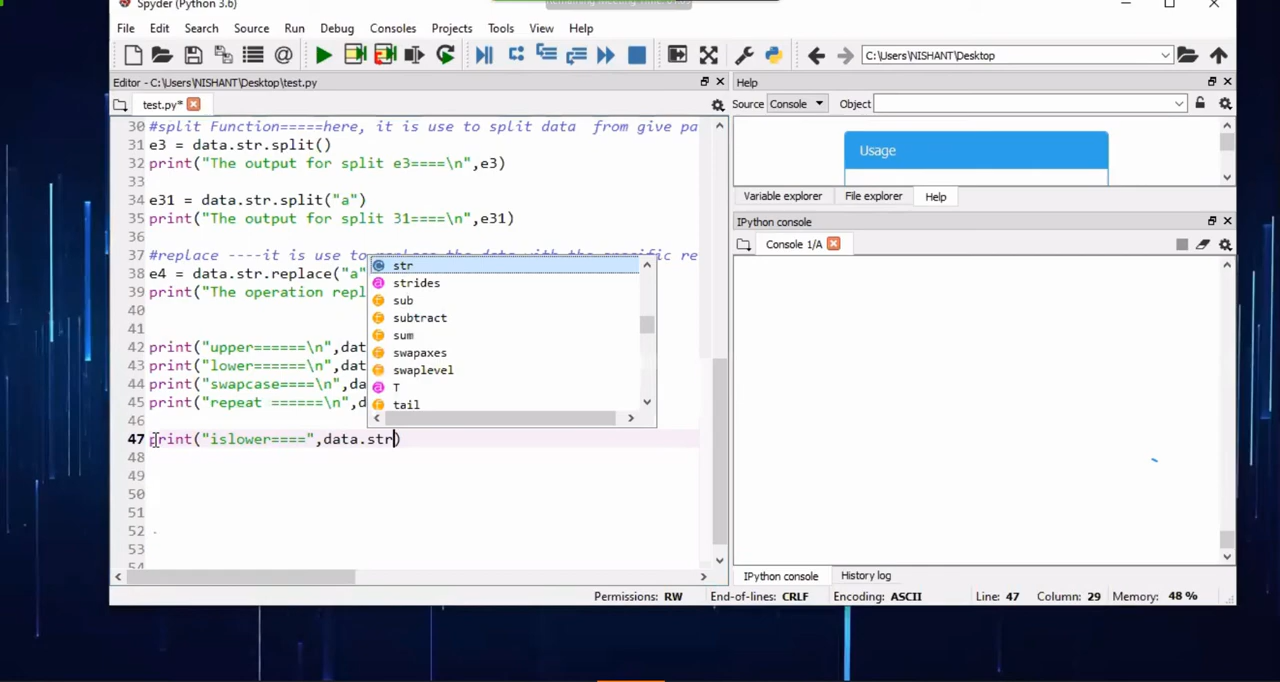 Spyder (Python 3.6)
File Edit Search Source Run Debug Consoles Projects Tools View Help
C:\Users\NISHANT\Desktop
Editor - C:\Users\NISHANT\Desktop\test.py
Help
test.py*
Source Console Object
30 #split Function=====here, it is use to split data  from give pa
31 e3 = data.str.split()
32 print("The output for split e3====\n",e3)
33
34 e31 = data.str.split("a")
35 print("The output for split 31====\n",e31)
36
37 #replace ----it is use to replace the data with the specific re
38 e4 = data.str.replace("a"
39 print("The operation repl
40
41
42 print("upper======\n",dat
43 print("lower======\n",dat
44 print("swapcase====\n",da
45 print("repeat ======\n",d
46
47 print("islower====",data.str)
48
49
50
51
52
53
54
str
strides
sub
subtract
sum
swapaxes
swaplevel
T
tail
Usage
Variable explorer File explorer Help
IPython console
Console 1/A
IPython console History log
Permissions: RW End-of-lines: CRLF Encoding: ASCII Line: 47 Column: 29 Memory: 48 %